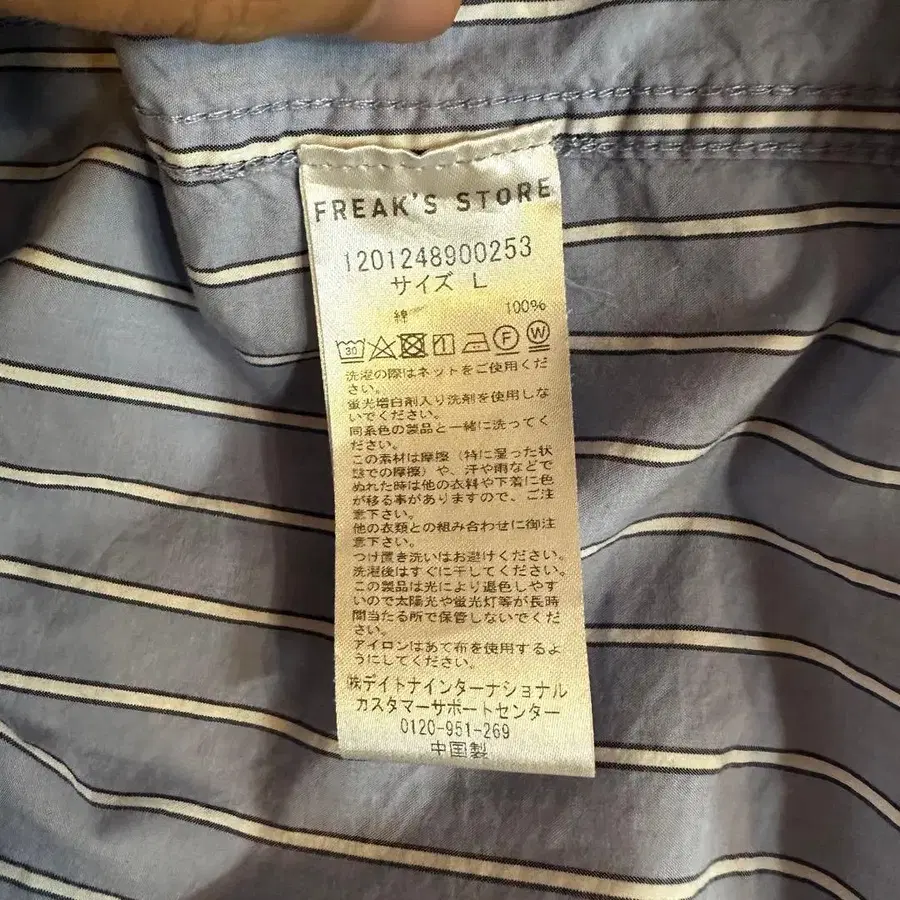 FREAK'S STORE
1201248900253
サイズ L
綿 100%
30 F W
洗濯の際はネットをご使用くだ
さい。
蛍光増白剤入り洗剤を使用しな
いでください。
同系色の製品と一緒に洗ってく
ださい。
この素材は摩擦（特に湿った状
態での摩擦）や、汗や雨などで
ぬれた時は他の衣料や下着に色
が移る事がありますので、ご注
意下さい。
他の衣類との組み合わせに御注
意下さい。
つけ置き洗いはお避けください。
洗濯後はすぐに干してください。
この製品は光により退色しやす
いので太陽光や蛍光灯等が長時
間当たる所で保管しないでくだ
さい。
アイロンはあて布を使用するよ
うにしてください。
㈱デイトナインターナショナル
カスタマーサポートセンター
0120-951-269
中国製